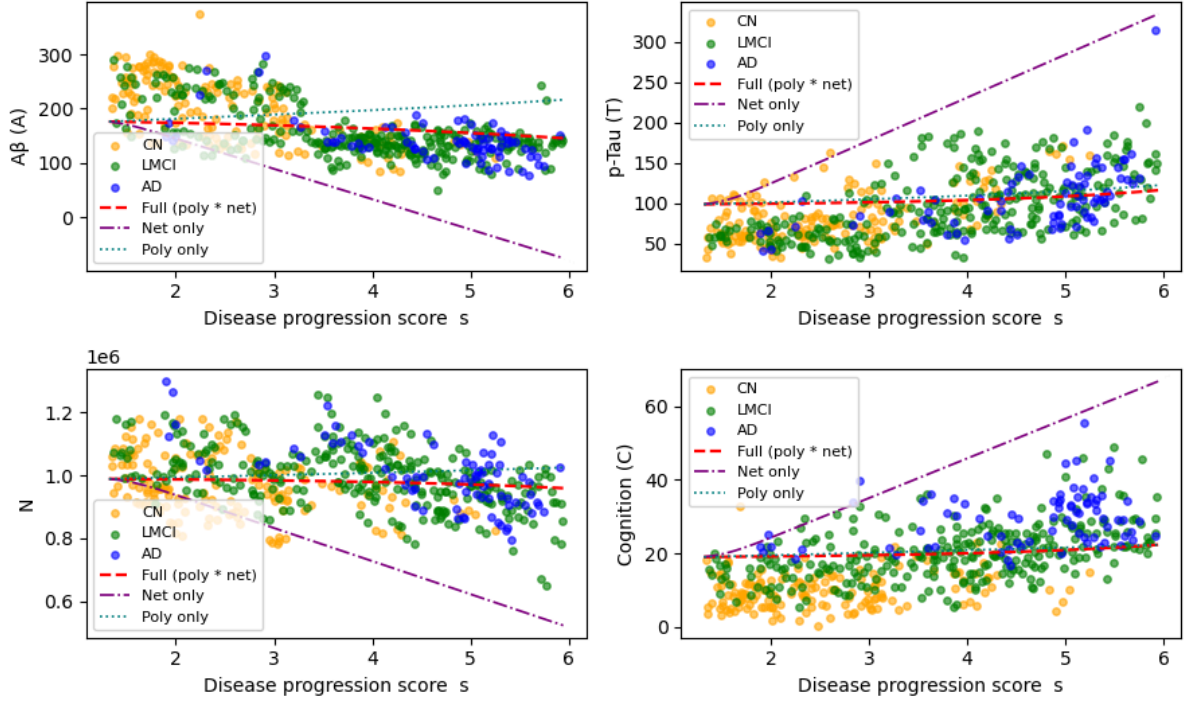 300
200
100
0
Aβ (A)
CN
LMCI
AD
Full (poly * net)
Net only
Poly only
2
3
4
5
6
Disease progression score s
300
250
200
150
100
50
p-Tau (T)
CN
LMCI
AD
Full (poly * net)
Net only
Poly only
2
3
4
5
6
Disease progression score s
1e6
1.2
1.0
0.8
0.6
N
CN
LMCI
AD
Full (poly * net)
Net only
Poly only
2
3
4
5
6
Disease progression score s
60
40
20
0
Cognition (C)
CN
LMCI
AD
Full (poly * net)
Net only
Poly only
2
3
4
5
6
Disease progression score s